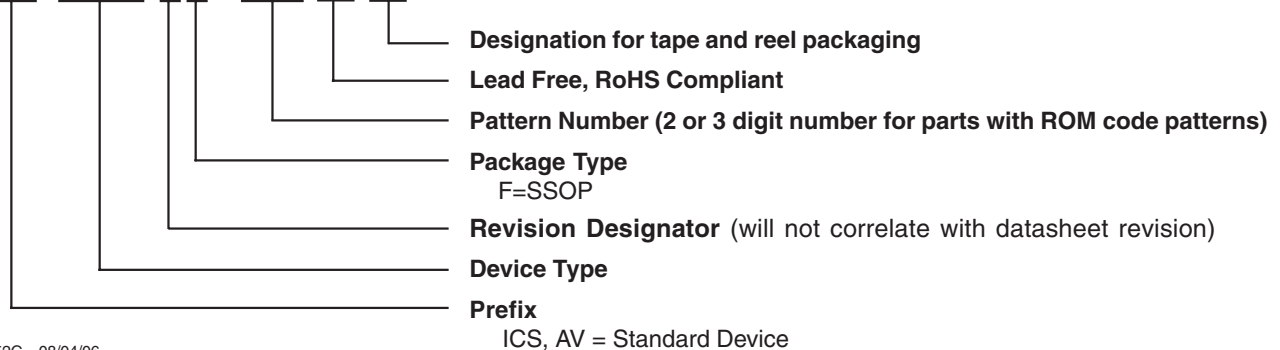 Designation for tape and reel packaging
Lead Free, RoHS Compliant
Pattern Number (2 or 3 digit number for parts with ROM code patterns)
Package Type
F=SSOP
Revision Designator (will not correlate with datasheet revision)
Device Type
Prefix
ICS, AV = Standard Device